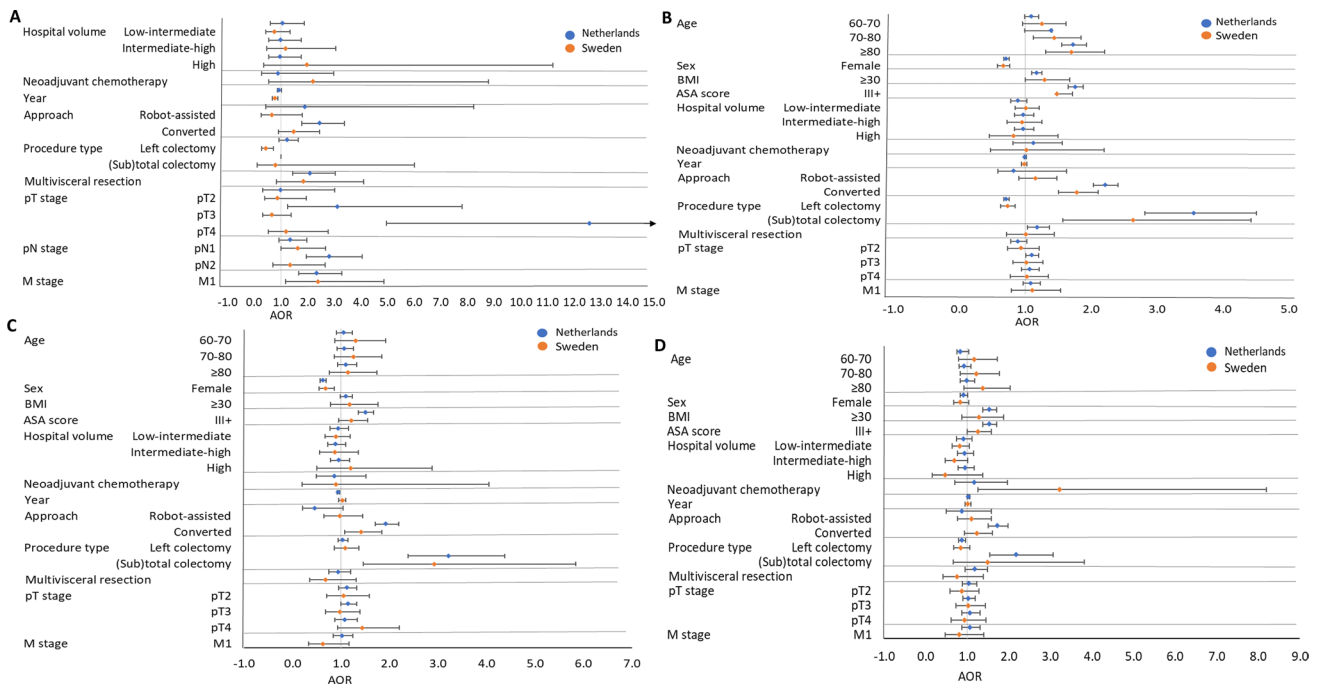 A
Hospital volume Low-intermediate
Intermediate-high
High
Neoadjuvant chemotherapy
Year
Approach Robot-assisted
Converted
Procedure type Left colectomy
(Sub)total colectomy
Multivisceral resection
pT stage pT2
pT3
pT4
pN stage pN1
pN2
M stage M1
Netherlands
Sweden
-1.0 0.0 1.0 2.0 3.0 4.0 5.0 6.0 7.0 8.0 9.0 10.0 11.0 12.0 13.0 14.0 15.0
AOR
B
Age 60-70
70-80
≥80
Sex Female
BMI ≥30
ASA score III+
Hospital volume Low-intermediate
Intermediate-high
High
Neoadjuvant chemotherapy
Year
Approach Robot-assisted
Converted
Procedure type Left colectomy
(Sub)total colectomy
Multivisceral resection
pT stage pT2
pT3
pT4
M stage M1
Netherlands
Sweden
-1.0 0.0 1.0 2.0 3.0 4.0 5.0
AOR
C
Age 60-70
70-80
≥80
Sex Female
BMI ≥30
ASA score III+
Hospital volume Low-intermediate
Intermediate-high
High
Neoadjuvant chemotherapy
Year
Approach Robot-assisted
Converted
Procedure type Left colectomy
(Sub)total colectomy
Multivisceral resection
pT stage pT2
pT3
pT4
M stage M1
Netherlands
Sweden
-1.0 0.0 1.0 2.0 3.0 4.0 5.0 6.0 7.0
AOR
D
Age 60-70
70-80
≥80
Sex Female
BMI ≥30
ASA score III+
Hospital volume Low-intermediate
Intermediate-high
High
Neoadjuvant chemotherapy
Year
Approach Robot-assisted
Converted
Procedure type Left colectomy
(Sub)total colectomy
Multivisceral resection
pT stage pT2
pT3
pT4
M stage M1
Netherlands
Sweden
-1.0 0.0 1.0 2.0 3.0 4.0 5.0 6.0 7.0 8.0 9.0
AOR